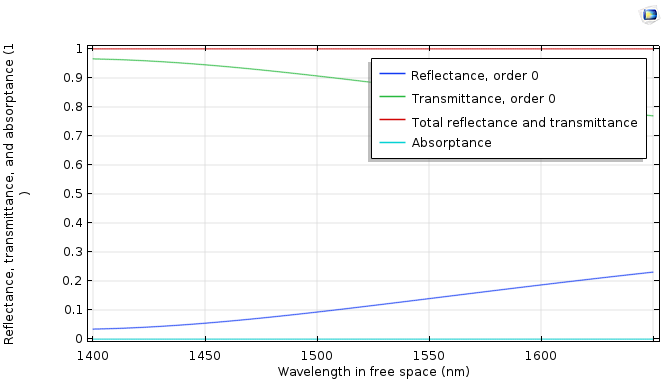 Reflectance, transmittance, and absorptance (1
)
1
0.9
0.8
0.7
0.6
0.5
0.4
0.3
0.2
0.1
0
Reflectance, order 0
Transmittance, order 0
Total reflectance and transmittance
Absorptance
1400 1450 1500 1550 1600
Wavelength in free space (nm)